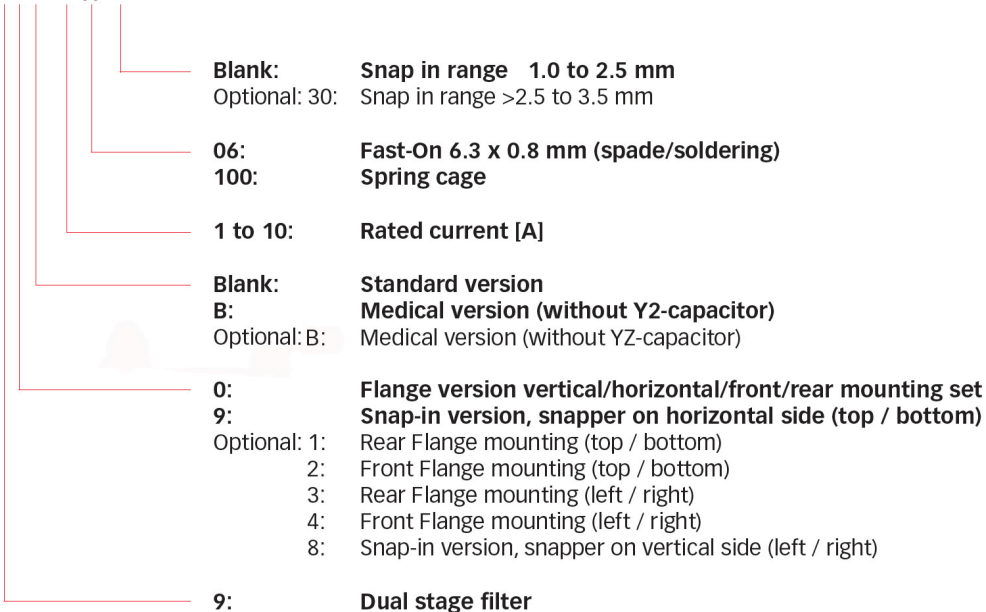 Blank: Snap in range 1.0 to 2.5 mm
Optional: 30: Snap in range >2.5 to 3.5 mm
06: Fast-On 6.3 x 0.8 mm (spade/soldering)
100: Spring cage
1 to 10: Rated current [A]
Blank: Standard version
B: Medical version (without Y2-capacitor)
Optional: B: Medical version (without YZ-capacitor)
0: Flange version vertical/horizontal/front/rear mounting set
9: Snap-in version, snapper on horizontal side (top / bottom)
Optional: 1: Rear Flange mounting (top / bottom)
2: Front Flange mounting (top / bottom)
3: Rear Flange mounting (left / right)
4: Front Flange mounting (left / right)
8: Snap-in version, snapper on vertical side (left / right)
9: Dual stage filter